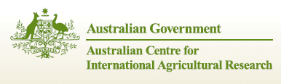 Australian Government
Australian Centre for
International Agricultural Research